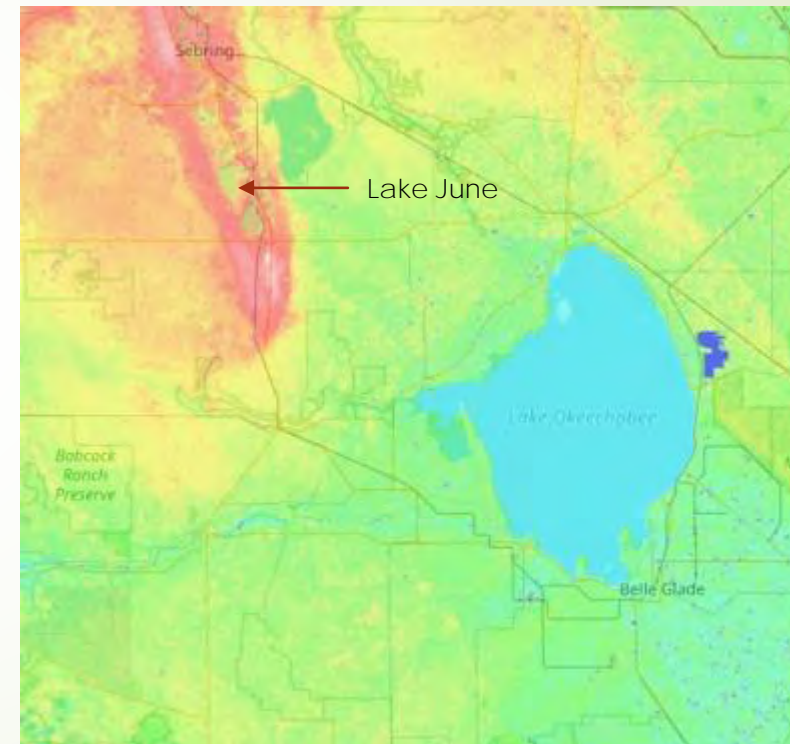 Sebring
Lake June
Lake Okeechobee
Babcock
Ranch
Preserve
Belle Glade